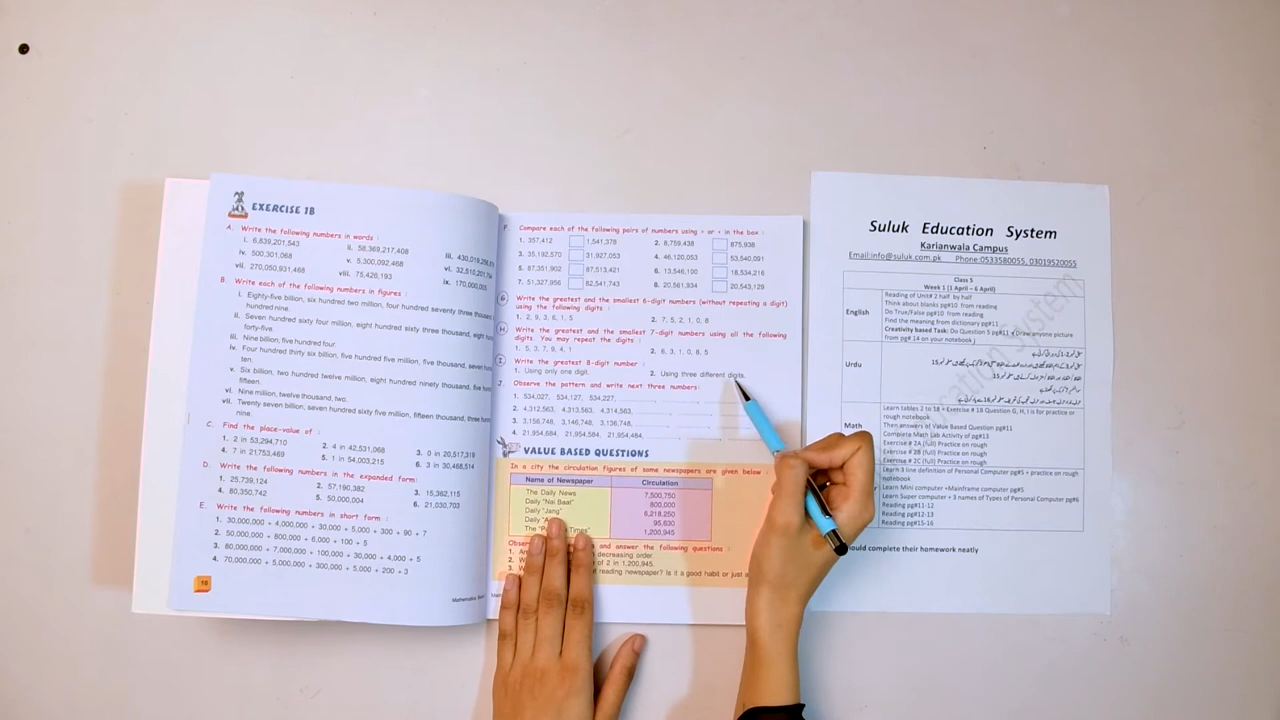 EXERCISE 1B
A. Write the following numbers in words :
i. 6,839,201,543 ii. 58,369,217,408 iii. 430,019,256,
iv. 500,301,068 v. 5,300,092,468 vi. 32,510,201,
vii. 270,050,931,468 viii. 75,426,193 ix. 170,000,005
B. Write each of the following numbers in figures :
i. Eighty-five billion, six hundred two million, four hundred seventy three thousand,
hundred nine.
ii. Seven hundred sixty four million, eight hundred sixty three thousand, eight
forty-five.
iii. Nine billion, five hundred four.
iv. Four hundred thirty six billion, five hundred five million, five thousand, seven
ten.
v. Six billion, two hundred twelve million, eight hundred ninety thousand, five
fifteen.
vi. Nine million, twelve thousand, two.
vii. Twenty seven billion, seven hundred sixty five million, fifteen thousand, three
nine.
C. Find the place-value of :
1. 2 in 53,294,710 2. 4 in 42,531,068 3. 0 in 20,517,318
4. 7 in 21,753,469 5. 1 in 54,003,215 6. 3 in 30,468,514
D. Write the following numbers in the expanded form:
1. 25,739,124 2. 57,190,382 3. 15,362,115
4. 80,350,742 5. 50,000,004 6. 21,030,703
E. Write the following numbers in short form :
1. 30,000,000 + 4,000,000 + 30,000 + 5,000 + 300 + 90 + 7
2. 50,000,000 + 800,000 + 6,000 + 100 + 5
3. 80,000,000 + 7,000,000 + 100,000 + 30,000 + 4,000 + 5
4. 70,000,000 + 5,000,000 + 300,000 + 5,000 + 200 + 3
10
F. Compare each of the following pairs of numbers using > or < in the box :
1. 357,412 1,541,378 2. 8,759,438 875,938
3. 35,192,570 31,927,053 4. 46,120,053 53,540,091
5. 87,351,902 87,513,421 6. 13,546,100 18,534,216
7. 51,327,956 82,541,743 8. 20,561,934 20,543,129
G Write the greatest and the smallest 6-digit numbers (without repeating a digit)
using the following digits :
1. 2, 9, 3, 6, 1, 5 2. 7, 5, 2, 1, 0, 8
H Write the greatest and the smallest 7-digit numbers using all the following
digits. You may repeat the digits :
1. 5, 3, 7, 9, 4, 1 2. 6, 3, 1, 0, 8, 5
I Write the greatest 8-digit number :
1. Using only one digit. 2. Using three different digits.
J Observe the pattern and write next three numbers:
1. 534,027, 534,127, 534,227,
2. 4,312,563, 4,313,563, 4,314,563,
3. 3,156,748, 3,146,748, 3,136,748,
4. 21,954,684, 21,954,584, 21,954,484,
VALUE BASED QUESTIONS
In a city the circulation figures of some newspapers are given below :
Name of Newspaper Circulation
The Daily News 7,500,750
Daily "Nai Baat" 800,000
Daily "Jang" 6,218,250
Daily 95,630
The Times" 1,200,945
and answer the following questions :
1. decreasing order.
2. of 2 in 1,200,945.
3. reading newspaper? Is it a good habit or just a
Suluk Education System
Karianwala Campus
Email:info@suluk.com.pk Phone:0533580055, 03019520055
Class 5
Week 1 (1 April – 6 April)
English
Reading of Unit# 2 half by half
Think about blanks pg#10 from reading
Do True/False pg#10 from reading
Find the meaning from dictionary pg#11
Creativity based Task: Do Question 5 pg#11 Draw anyone picture
from pg# 14 on your notebook
Urdu
Math
Learn tables 2 to 18 + Exercise # 1B Question G, H, I is for practice or
rough notebook
Then answers of Value Based Question pg#11
Complete Math Lab Activity of pg#13
Exercise # 2A (full) Practice on rough
Exercise # 2B (full) Practice on rough
Exercise # 2C (full) Practice on rough
Learn 3 line definition of Personal Computer pg#5 + practice on rough
notebook
Learn Mini computer +Mainframe computer pg#5
Learn Super computer + 3 names of Types of Personal Computer pg#6
Reading pg#11-12
Reading pg#12-13
Reading pg#15-16
should complete their homework neatly